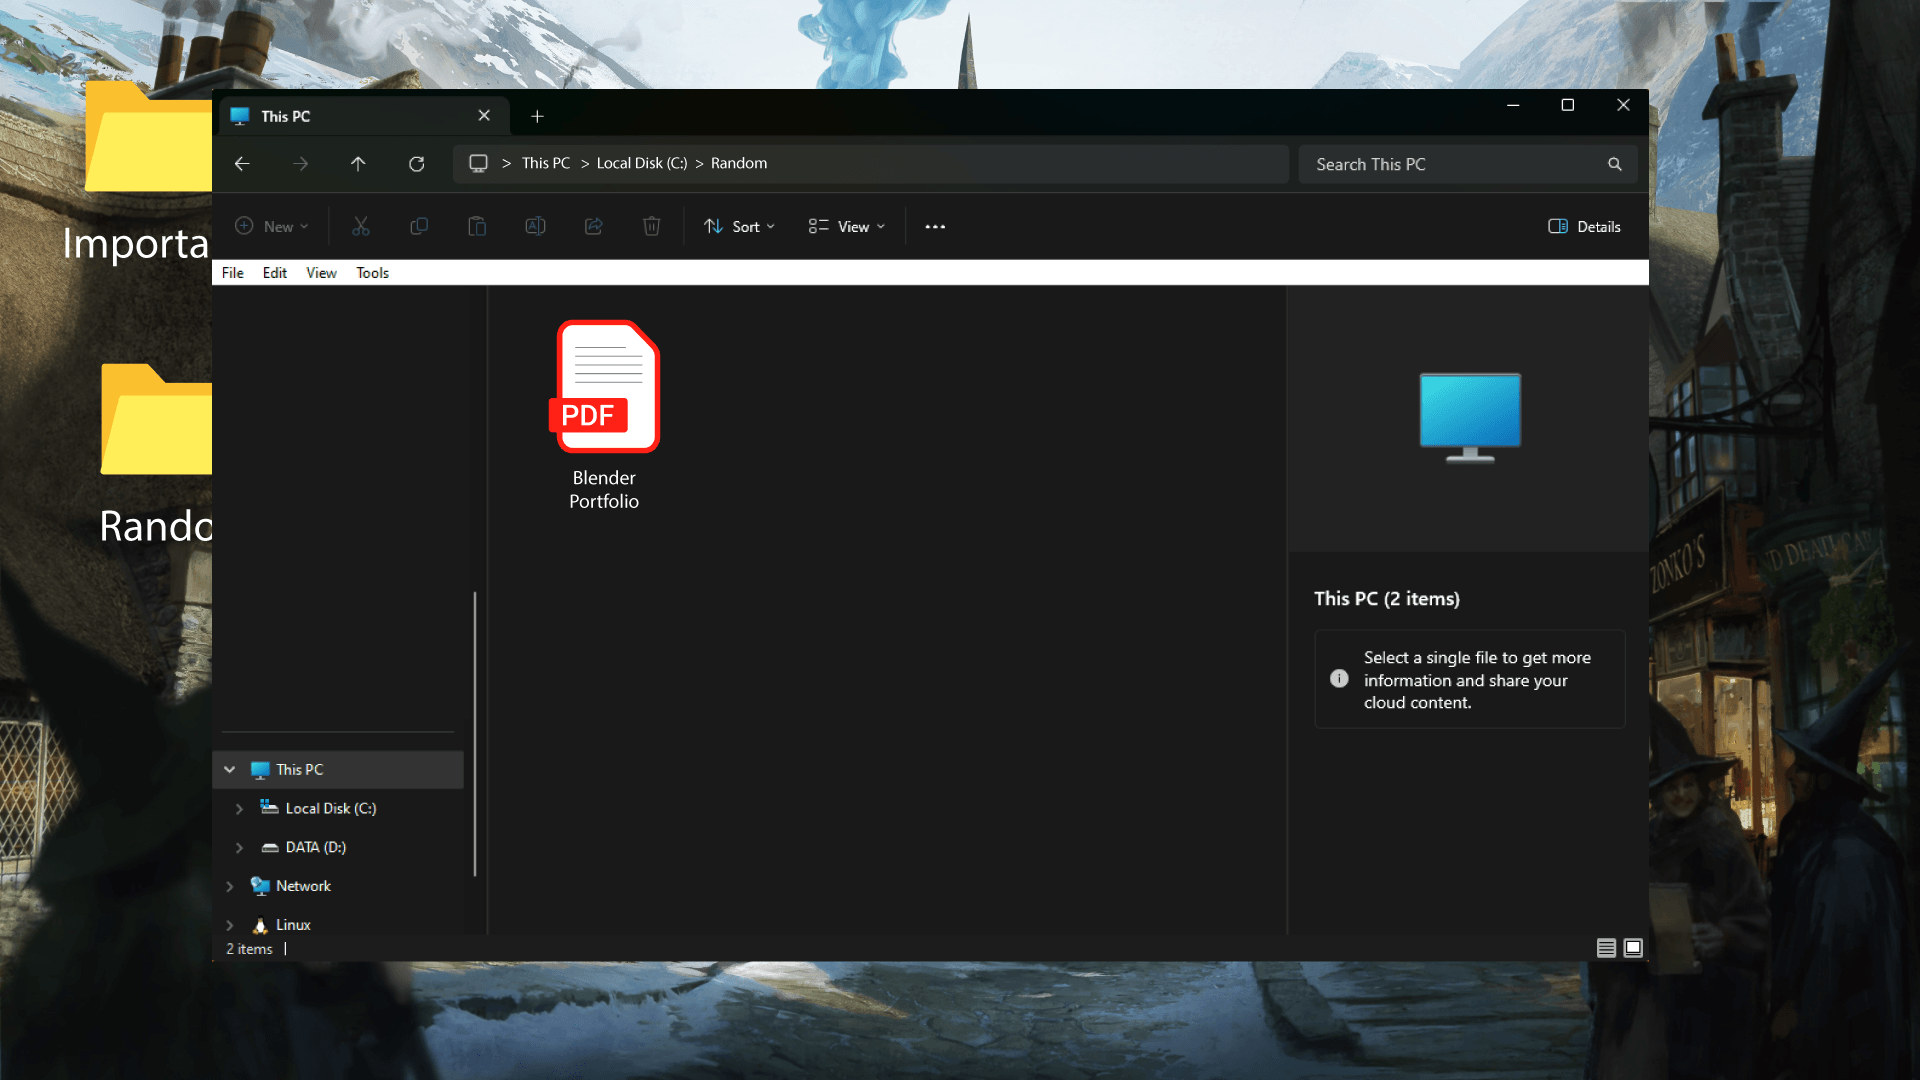 This PC
> This PC > Local Disk (C:) > Random
Search This PC
New
Sort
View
Details
File Edit View Tools
Importa
Rando
PDF
Blender
Portfolio
This PC (2 items)
Select a single file to get more
information and share your
cloud content.
This PC
Local Disk (C:)
DATA (D:)
Network
Linux
2 items
ZONKO'S